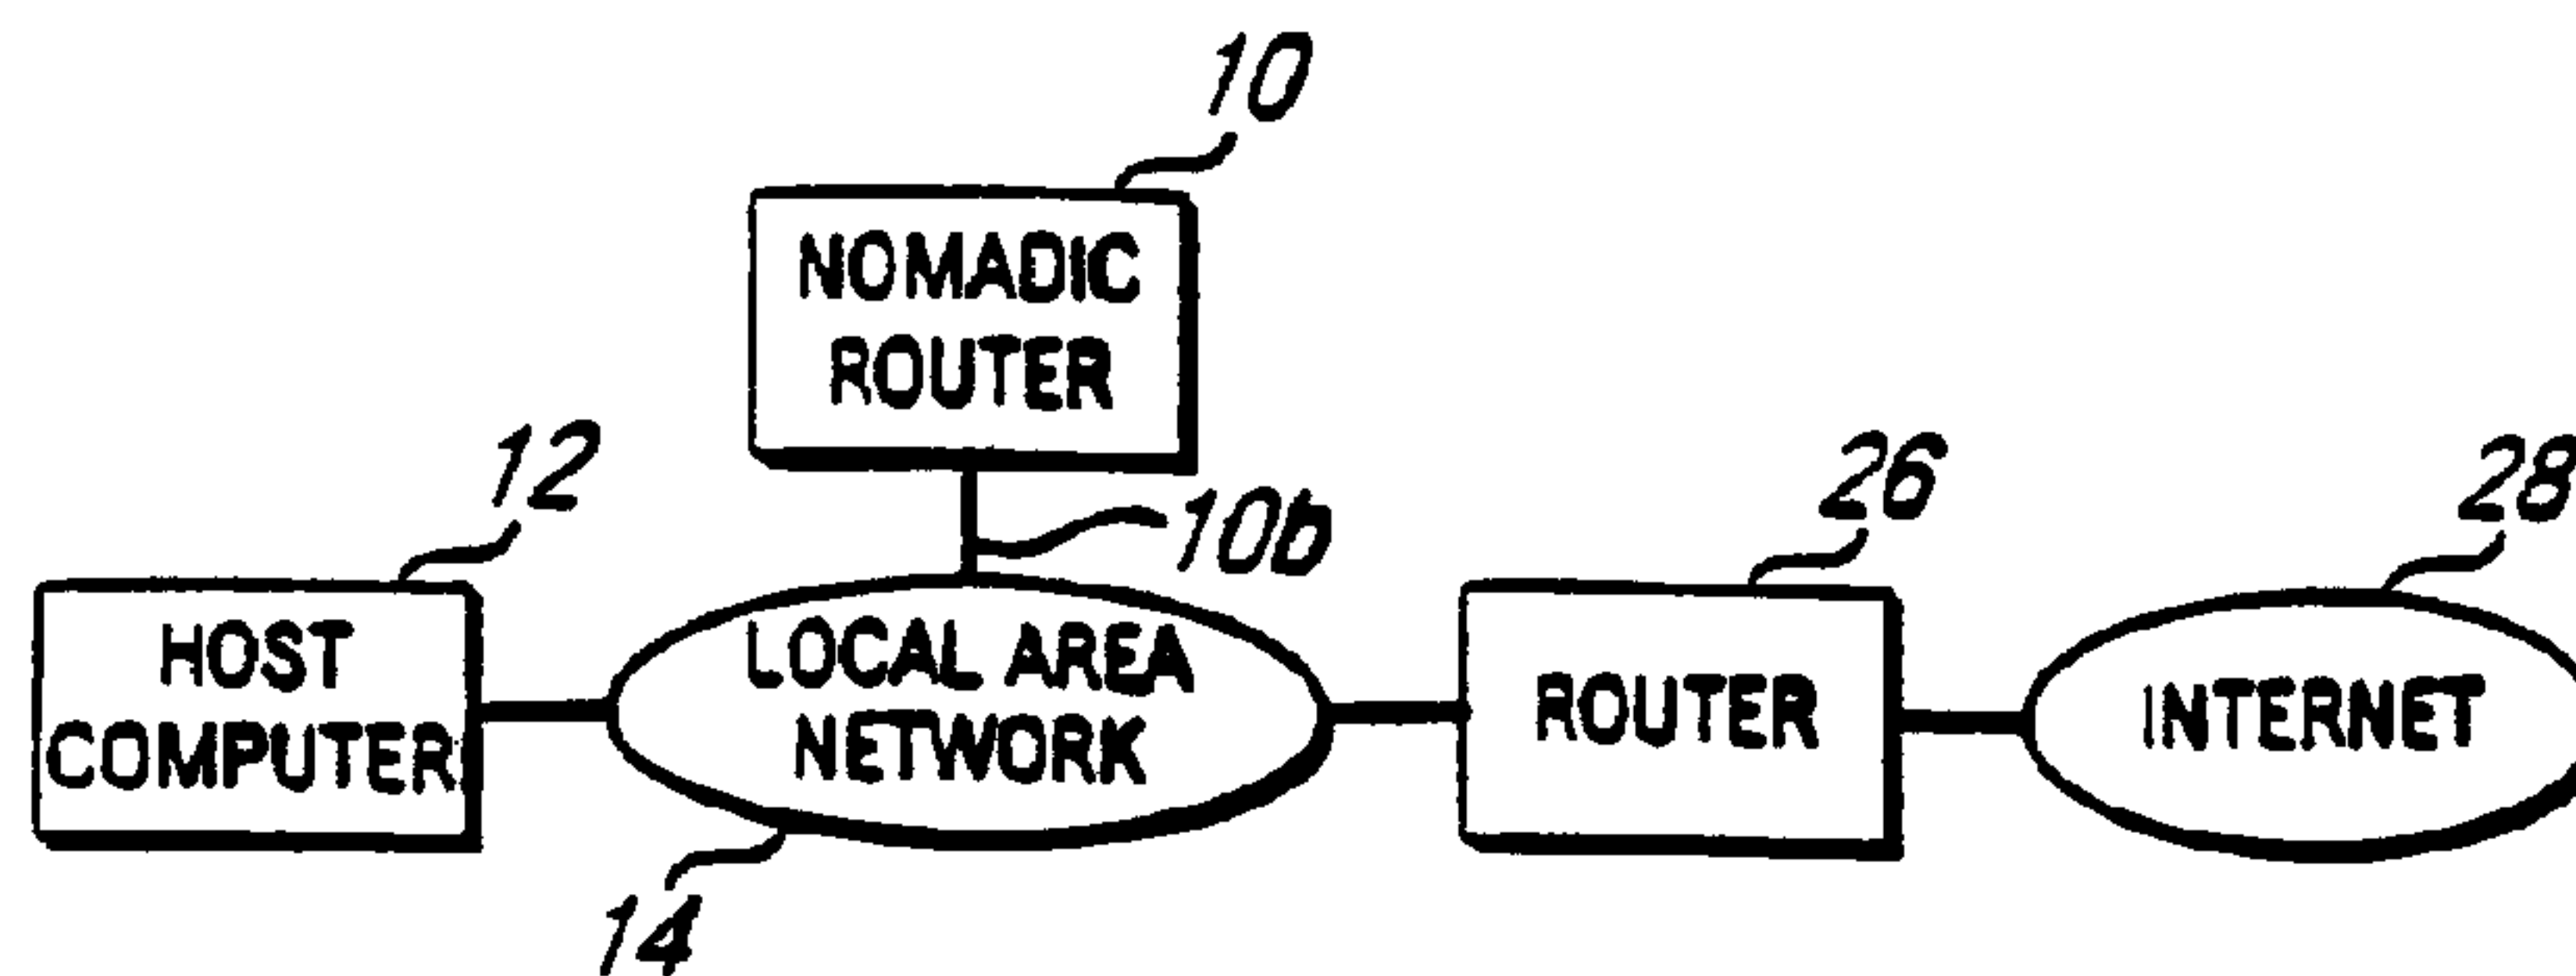 10
NOMADIC
ROUTER
12
10b
26
28
HOST
COMPUTER
LOCAL AREA
NETWORK
ROUTER
INTERNET
14